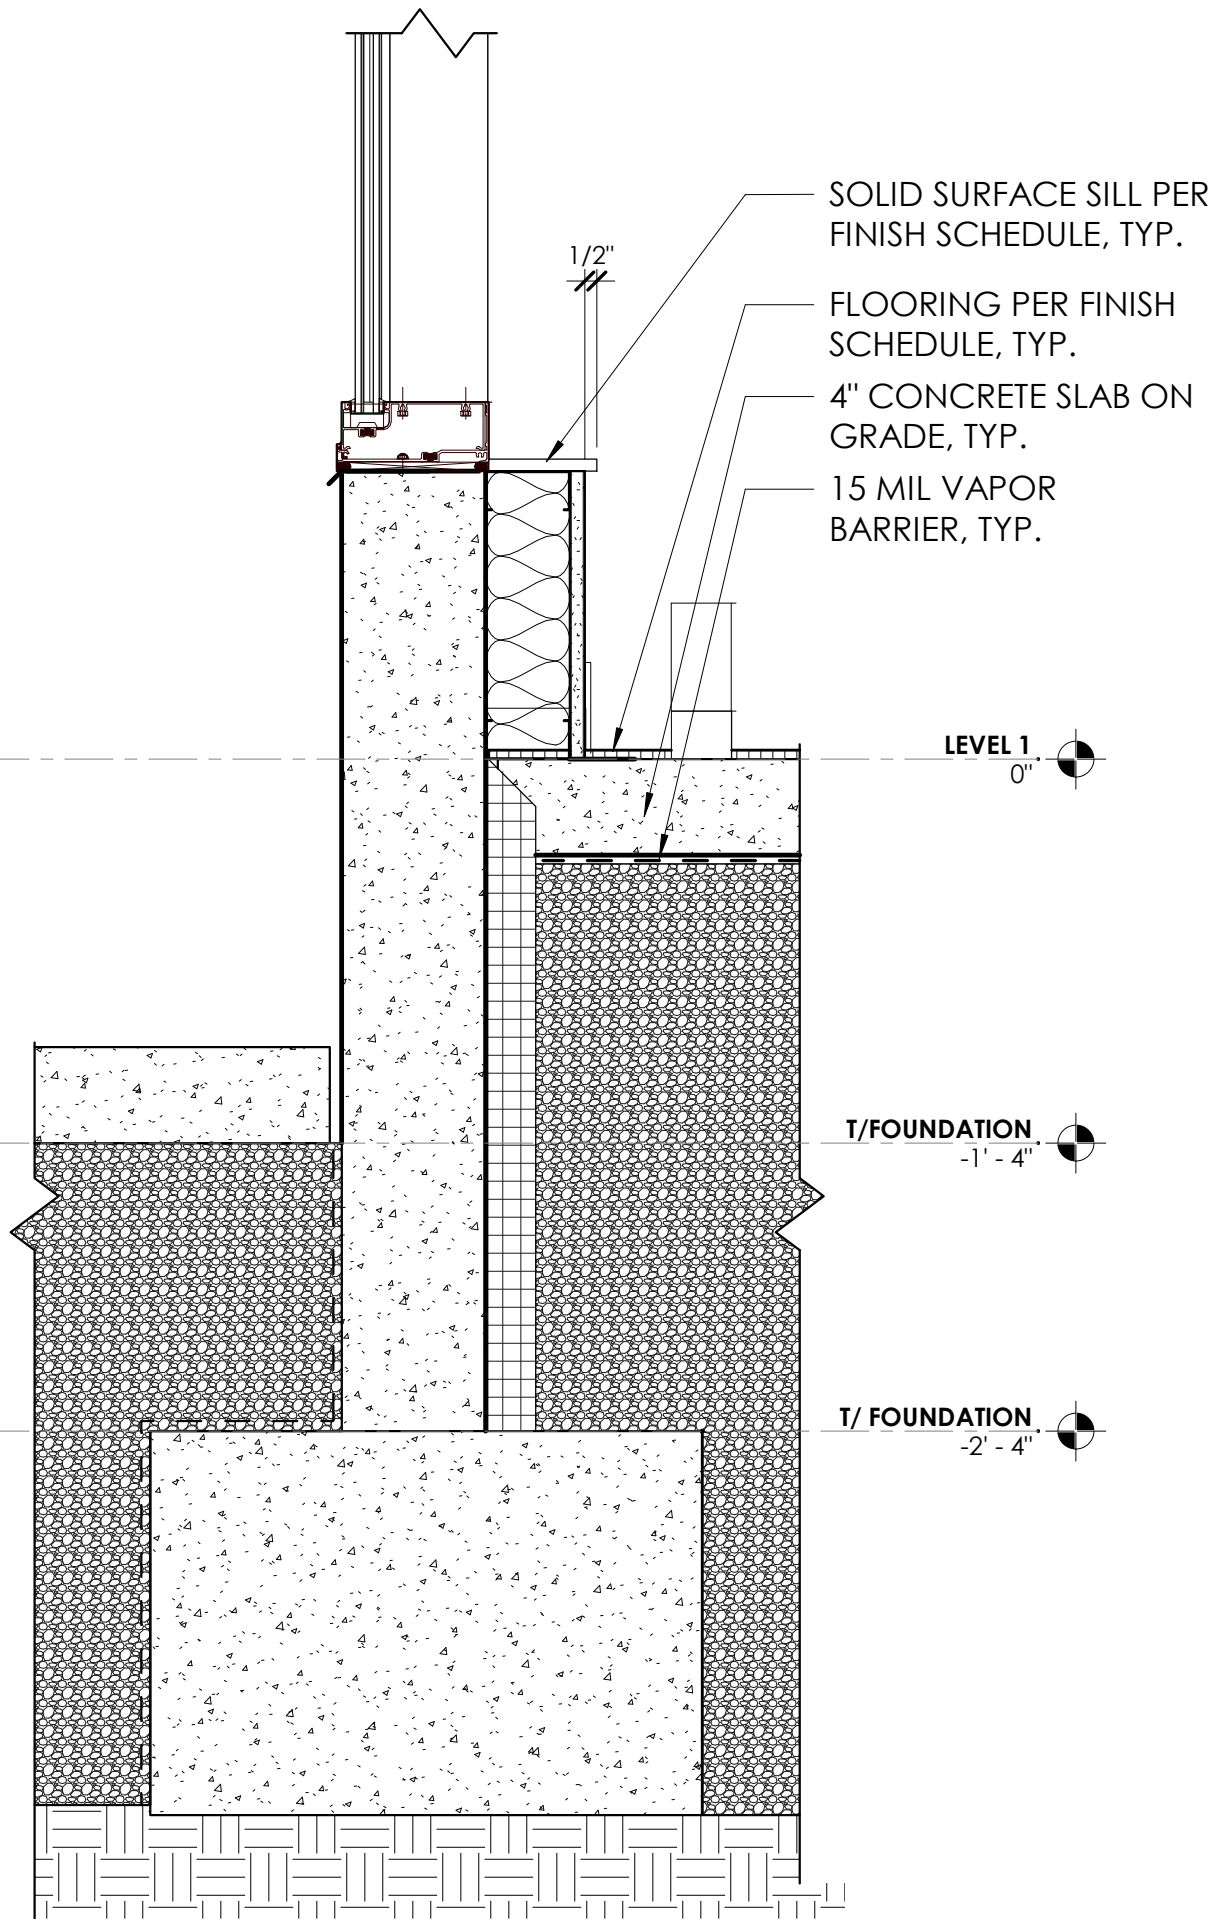 SOLID SURFACE SILL PER
FINISH SCHEDULE, TYP.
1/2"
FLOORING PER FINISH
SCHEDULE, TYP.
4" CONCRETE SLAB ON
GRADE, TYP.
15 MIL VAPOR
BARRIER, TYP.
LEVEL 1
0"
T/FOUNDATION
-1' - 4"
T/ FOUNDATION
-2' - 4"